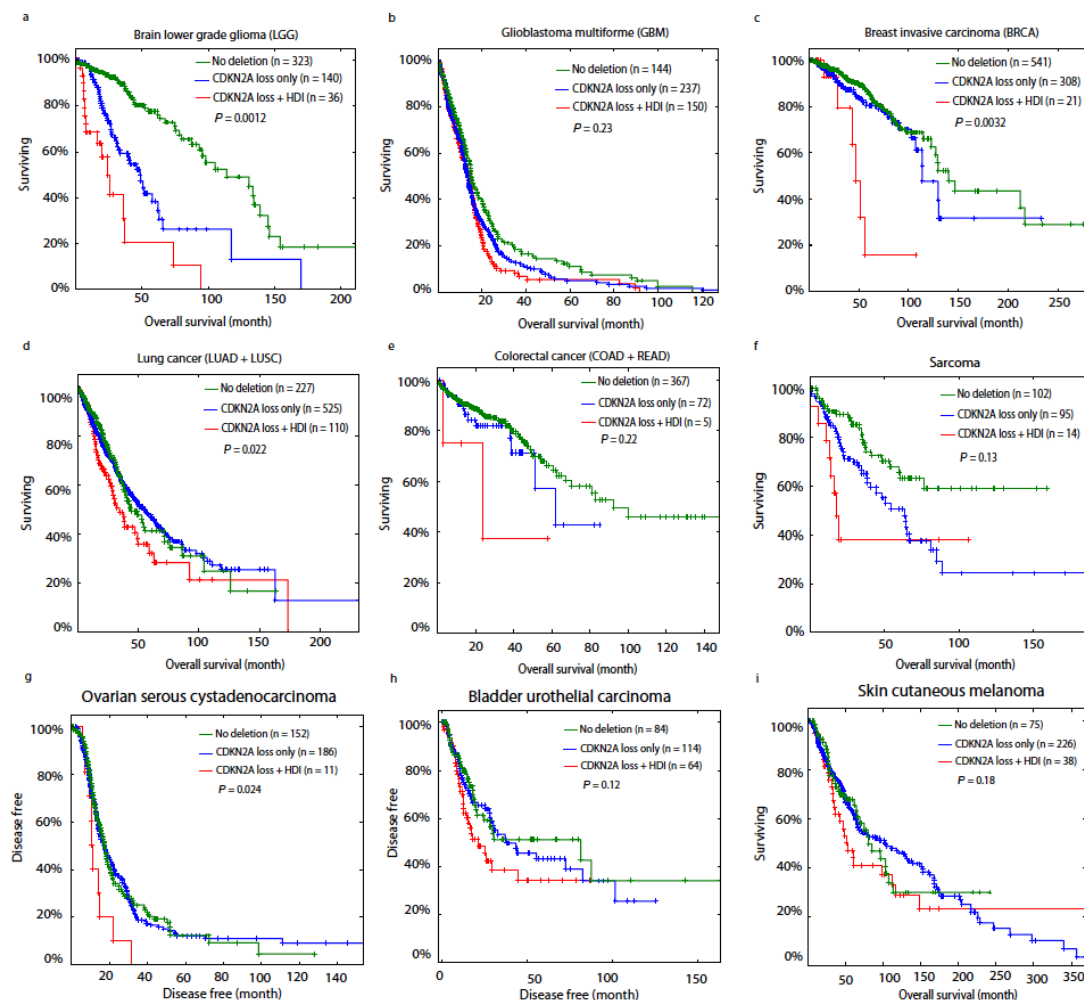 a
Brain lower grade glioma (LGG)
No deletion (n = 323)
CDKN2A loss only (n = 140)
CDKN2A loss + HDI (n = 36)
P = 0.0012
Surviving
100%
80%
60%
40%
20%
0%
50
100
150
200
Overall survival (month)
b
Glioblastoma multiforme (GBM)
No deletion (n = 144)
CDKN2A loss only (n = 237)
CDKN2A loss + HDI (n = 150)
P = 0.23
Surviving
100%
80%
60%
40%
20%
0%
20
40
60
80
100
120
Overall survival (month)
c
Breast invasive carcinoma (BRCA)
No deletion (n = 541)
CDKN2A loss only (n = 308)
CDKN2A loss + HDI (n = 21)
P = 0.0032
Surviving
100%
80%
60%
40%
20%
0%
50
100
150
200
250
Overall survival (month)
d
Lung cancer (LUAD + LUSC)
No deletion (n = 227)
CDKN2A loss only (n = 525)
CDKN2A loss + HDI (n = 110)
P = 0.022
Surviving
100%
80%
60%
40%
20%
0%
50
100
200
Overall survival (month)
e
Colorectal cancer (COAD + READ)
No deletion (n = 367)
CDKN2A loss only (n = 72)
CDKN2A loss + HDI (n = 5)
P = 0.22
Surviving
100%
80%
60%
40%
20%
0%
20
40
60
80
100
120
140
Overall survival (month)
f
Sarcoma
No deletion (n = 102)
CDKN2A loss only (n = 95)
CDKN2A loss + HDI (n = 14)
P = 0.13
Surviving
100%
80%
60%
40%
20%
0%
50
100
150
Overall survival (month)
g
Ovarian serous cystadenocarcinoma
No deletion (n = 152)
CDKN2A loss only (n = 186)
CDKN2A loss + HDI (n = 11)
P = 0.024
Disease free
100%
80%
60%
40%
20%
0%
20
40
60
80
100
120
140
Disease free (month)
h
Bladder urothelial carcinoma
No deletion (n = 84)
CDKN2A loss only (n = 114)
CDKN2A loss + HDI (n = 64)
P = 0.12
Disease free
100%
80%
60%
40%
20%
0%
0
50
100
150
Disease free (month)
i
Skin cutaneous melanoma
No deletion (n = 75)
CDKN2A loss only (n = 226)
CDKN2A loss + HDI (n = 38)
P = 0.18
Surviving
100%
80%
60%
40%
20%
0%
50
100
150
200
250
300
350
Overall survival (month)